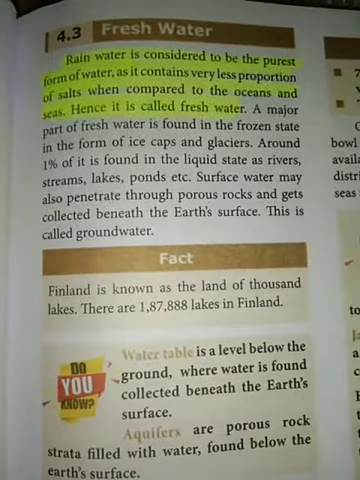 4.3 Fresh Water
Rain water is considered to be the purest
form of water, as it contains very less proportion
of salts when compared to the oceans and
seas. Hence it is called fresh water. A major
part of fresh water is found in the frozen state
in the form of ice caps and glaciers. Around
1% of it is found in the liquid state as rivers,
streams, lakes, ponds etc. Surface water may
also penetrate through porous rocks and gets
collected beneath the Earth's surface. This is
called groundwater.
Fact
Finland is known as the land of thousand
lakes. There are 1,87,888 lakes in Finland.
DO
YOU
KNOW?
Water table is a level below the
ground, where water is found
collected beneath the Earth's
surface.
Aquifers are porous rock
strata filled with water, found below the
earth's surface.
bowl
seas
to